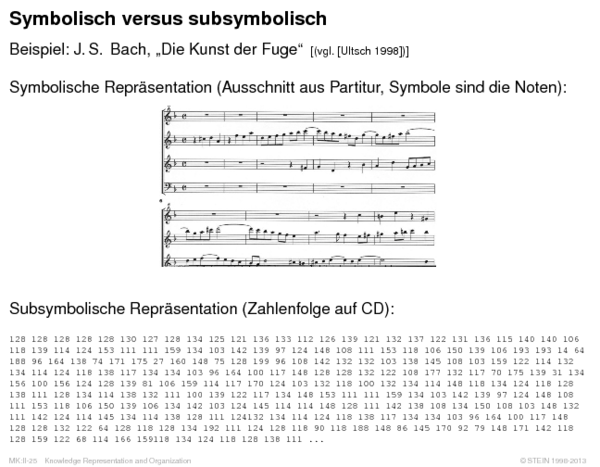 Symbolisch versus subsymbolisch
Beispiel: J. S. Bach, „Die Kunst der Fuge“ [(vgl. [Ultsch 1998])]
Symbolische Repräsentation (Ausschnitt aus Partitur, Symbole sind die Noten):
Subsymbolische Repräsentation (Zahlenfolge auf CD):
128 128 128 128 128 130 127 128 134 125 121 136 133 112 126 139 121 132 137 122 131 136 115 140 140 106
118 139 114 124 153 111 111 159 134 103 142 139 97 124 148 108 111 153 118 106 150 139 106 193 193 14 64
188 96 164 138 74 171 175 27 160 148 75 128 199 96 108 142 132 132 103 138 145 108 103 159 122 114 132
134 114 124 118 138 117 134 134 103 96 164 100 117 148 128 128 132 122 108 177 132 117 70 175 139 31 134
156 100 156 124 128 139 81 106 159 114 117 170 124 103 132 118 100 132 134 114 148 118 134 124 118 128
138 111 128 134 114 138 132 111 100 139 122 117 134 148 153 111 111 159 134 103 142 139 97 124 148 108
111 153 118 106 150 139 106 134 142 103 124 145 114 114 148 128 111 142 138 108 134 150 108 103 148 132
111 142 124 114 145 134 114 138 128 111 124132 134 114 124 118 138 117 134 134 103 96 164 100 117 148
128 128 132 122 64 128 118 128 134 192 111 124 128 118 90 118 188 148 86 145 170 92 79 148 171 142 118
128 159 122 68 114 166 159118 134 124 118 128 138 111 ...
MK:II-25 Knowledge Representation and Organization
© STEIN 1998-2013